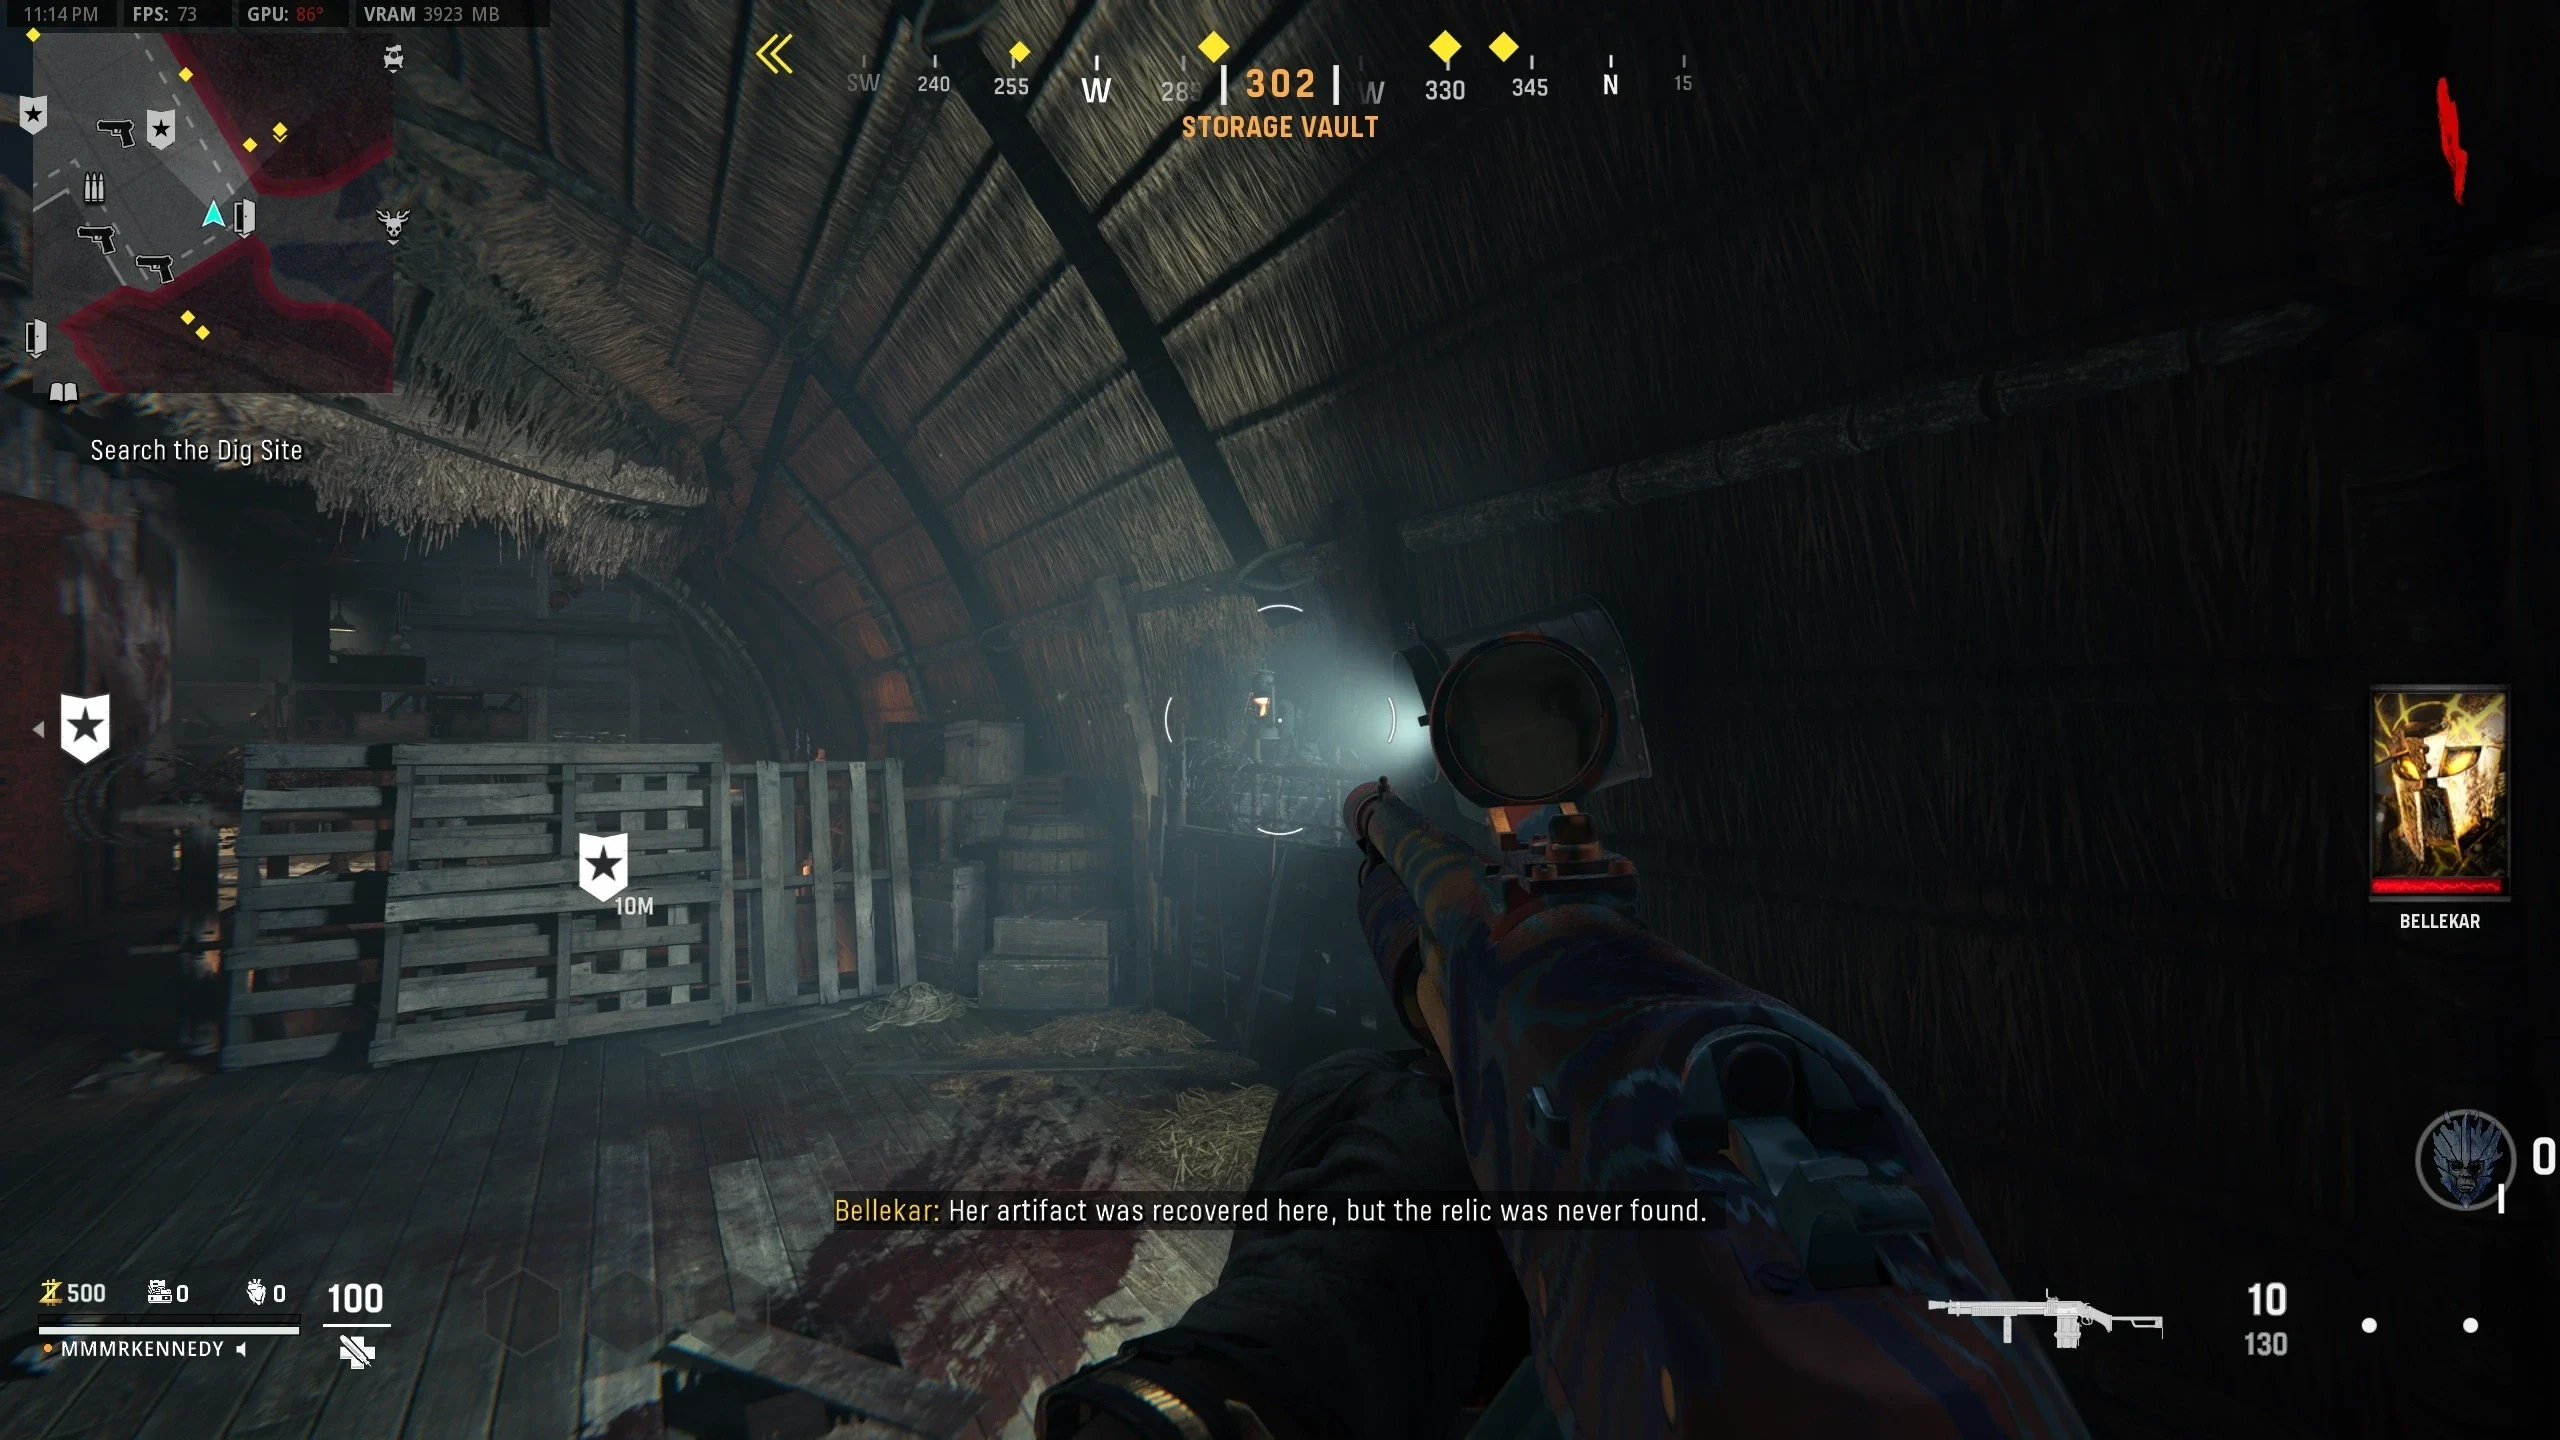 11:14 PM FPS: 73 GPU: 86° VRAM 3923 MB
SW 240 255 W 285 302 W 330 345 N 15
STORAGE VAULT
Search the Dig Site
10M
BELLEKAR
0
Bellekar: Her artifact was recovered here, but the relic was never found.
500 0 0 100
MMMRKENNEDY
10
130